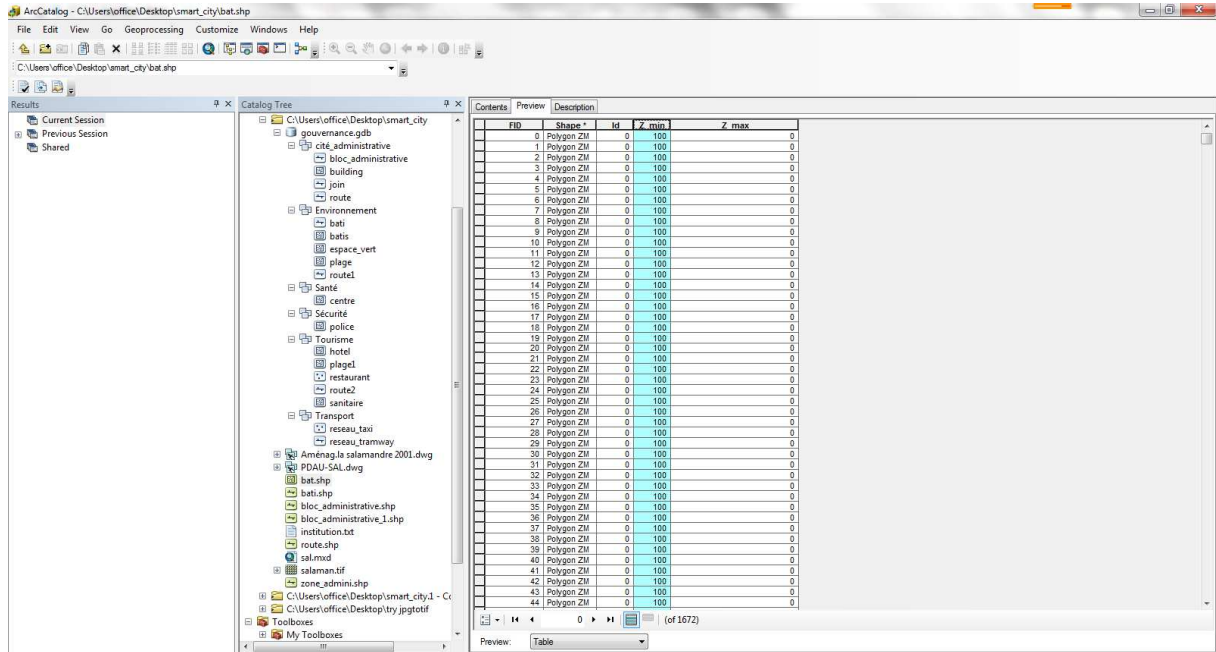 ArcCatalog - C:\Users\office\Desktop\smart_city\bat.shp
File Edit View Go Geoprocessing Customize Windows Help
C:\Users\office\Desktop\smart_city\bat.shp
Results
Current Session
Previous Session
Shared
Catalog Tree
C:\Users\office\Desktop\smart_city
gouvernance.gdb
cité_administrative
bloc_administrative
building
join
route
Environnement
bati
batis
espace_vert
plage
route1
Santé
centre
Sécurité
police
Tourisme
hotel
plage1
restaurant
route2
sanitaire
Transport
reseau_taxi
reseau_tramway
Aménag.la salamandre 2001.dwg
PDAU-SAL.dwg
bat.shp
bati.shp
bloc_administrative.shp
bloc_administrative_1.shp
institution.txt
route.shp
sal.mxd
salaman.tif
zone_admini.shp
C:\Users\office\Desktop\smart_city.1 - Co
C:\Users\office\Desktop\try jpgtotif
Toolboxes
My Toolboxes
Contents Preview Description
FID Shape * Id Z_min Z_max
0 Polygon ZM 0 100 0
1 Polygon ZM 0 100 0
2 Polygon ZM 0 100 0
3 Polygon ZM 0 100 0
4 Polygon ZM 0 100 0
5 Polygon ZM 0 100 0
6 Polygon ZM 0 100 0
7 Polygon ZM 0 100 0
8 Polygon ZM 0 100 0
9 Polygon ZM 0 100 0
10 Polygon ZM 0 100 0
11 Polygon ZM 0 100 0
12 Polygon ZM 0 100 0
13 Polygon ZM 0 100 0
14 Polygon ZM 0 100 0
15 Polygon ZM 0 100 0
16 Polygon ZM 0 100 0
17 Polygon ZM 0 100 0
18 Polygon ZM 0 100 0
19 Polygon ZM 0 100 0
20 Polygon ZM 0 100 0
21 Polygon ZM 0 100 0
22 Polygon ZM 0 100 0
23 Polygon ZM 0 100 0
24 Polygon ZM 0 100 0
25 Polygon ZM 0 100 0
26 Polygon ZM 0 100 0
27 Polygon ZM 0 100 0
28 Polygon ZM 0 100 0
29 Polygon ZM 0 100 0
30 Polygon ZM 0 100 0
31 Polygon ZM 0 100 0
32 Polygon ZM 0 100 0
33 Polygon ZM 0 100 0
34 Polygon ZM 0 100 0
35 Polygon ZM 0 100 0
36 Polygon ZM 0 100 0
37 Polygon ZM 0 100 0
38 Polygon ZM 0 100 0
39 Polygon ZM 0 100 0
40 Polygon ZM 0 100 0
41 Polygon ZM 0 100 0
42 Polygon ZM 0 100 0
43 Polygon ZM 0 100 0
44 Polygon ZM 0 100 0
0 (of 1672)
Preview: Table